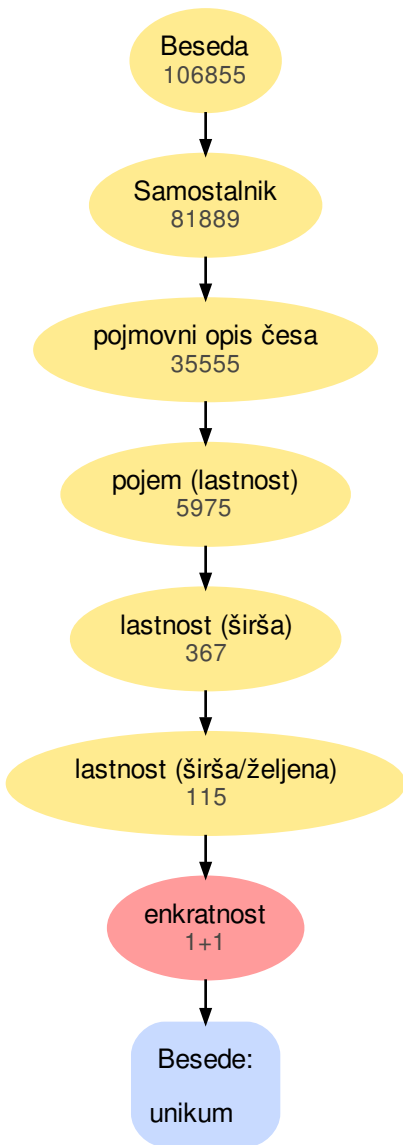 Beseda
106855
Samostalnik
81889
pojmovni opis česa
35555
pojem (lastnost)
5975
lastnost (širša)
367
lastnost (širša/željena)
115
enkratnost
1+1
Besede:
unikum